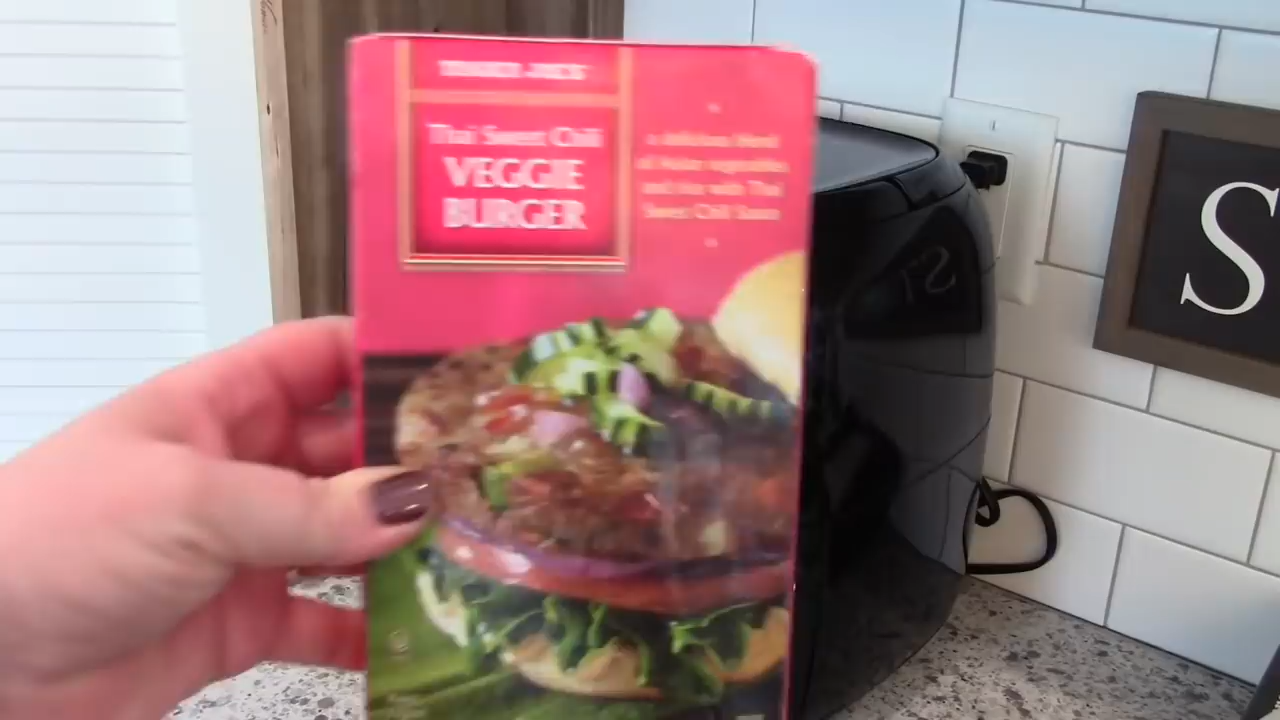 TRADER JOE'S
Thai Sweet Chili
VEGGIE
BURGER
a delicious blend
of Asian vegetables
and rice with Thai
Sweet Chili Sauce
S